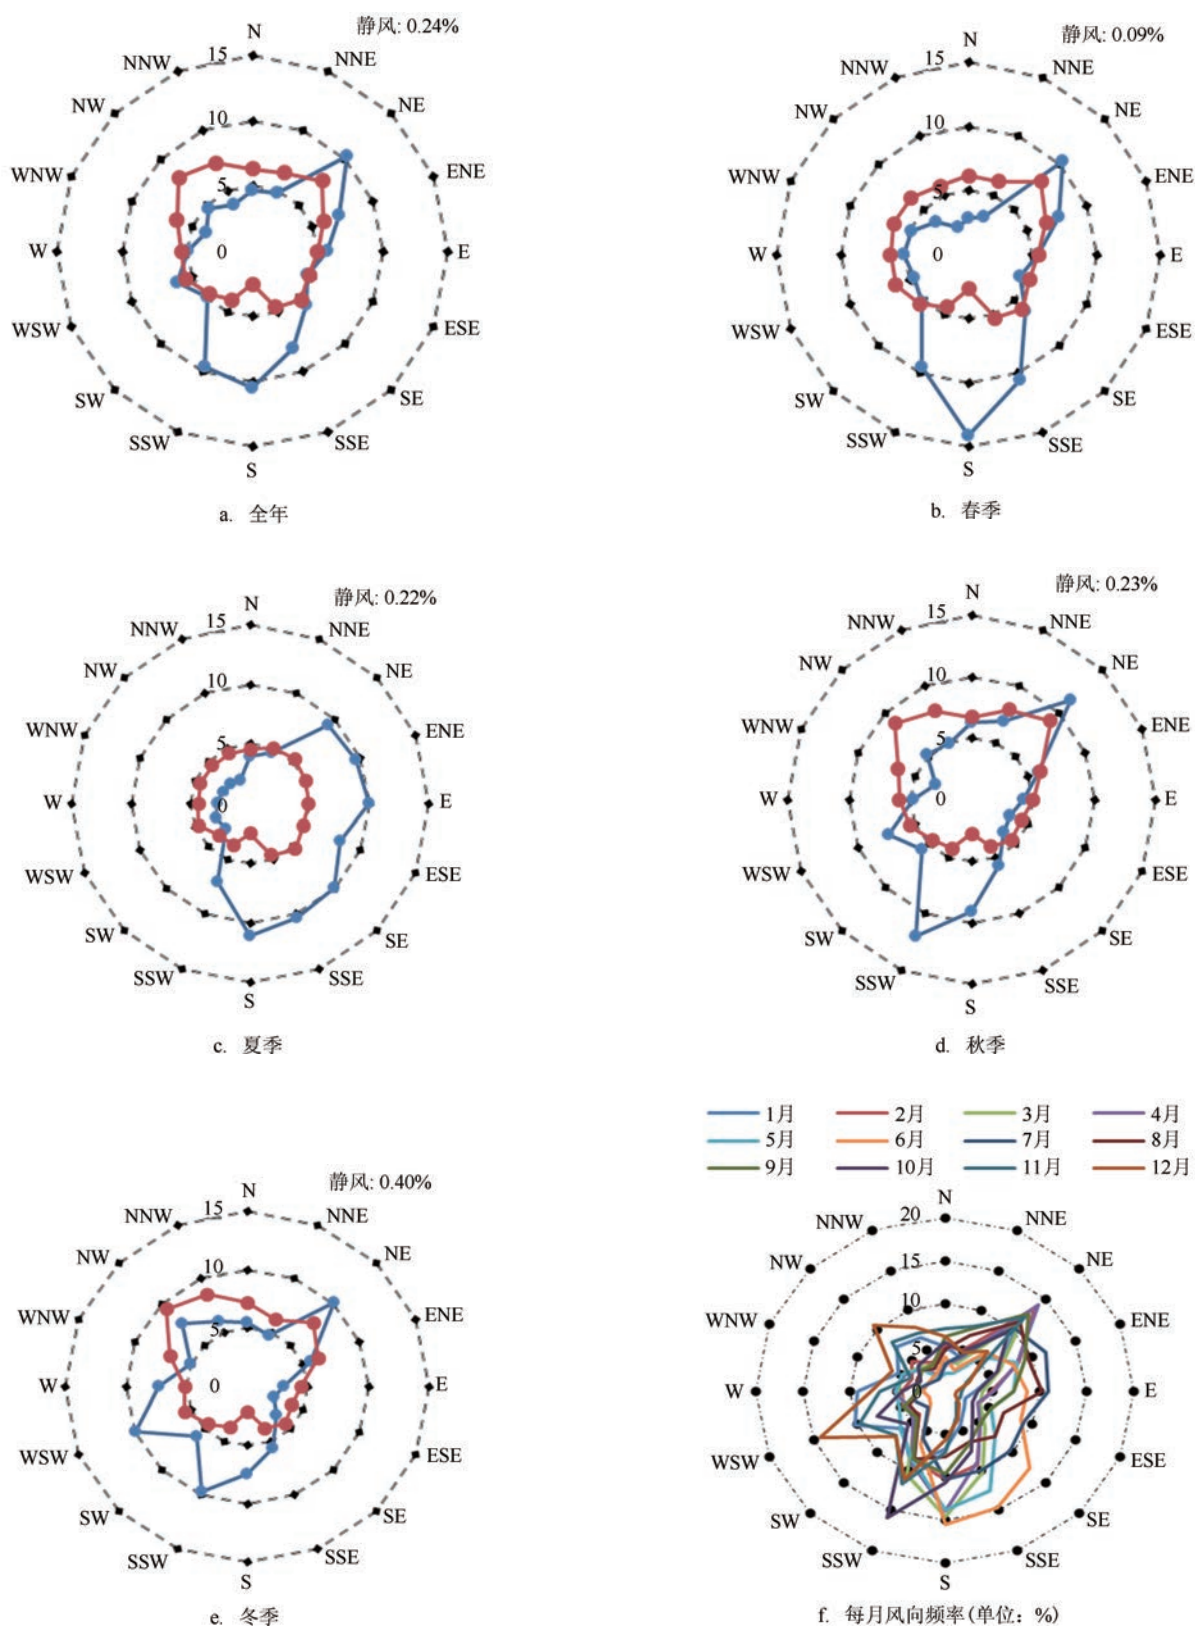 静风: 0.24%
N
NNE
NE
ENE
E
ESE
SE
SSE
S
SSW
SW
WSW
W
WNW
NW
NNW
15
10
5
0
a. 全年
静风: 0.09%
N
NNE
NE
ENE
E
ESE
SE
SSE
S
SSW
SW
WSW
W
WNW
NW
NNW
15
10
5
0
b. 春季
静风: 0.22%
N
NNE
NE
ENE
E
ESE
SE
SSE
S
SSW
SW
WSW
W
WNW
NW
NNW
15
10
5
0
c. 夏季
静风: 0.23%
N
NNE
NE
ENE
E
ESE
SE
SSE
S
SSW
SW
WSW
W
WNW
NW
NNW
15
10
5
0
d. 秋季
静风: 0.40%
N
NNE
NE
ENE
E
ESE
SE
SSE
S
SSW
SW
WSW
W
WNW
NW
NNW
15
10
5
0
e. 冬季
1月 2月 3月 4月
5月 6月 7月 8月
9月 10月 11月 12月
N
NNE
NE
ENE
E
ESE
SE
SSE
S
SSW
SW
WSW
W
WNW
NW
NNW
20
15
10
5
0
f. 每月风向频率(单位: %)